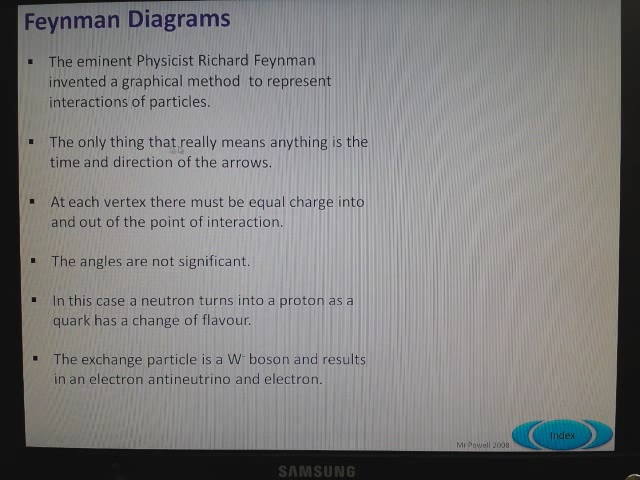 Feynman Diagrams
▪ The eminent Physicist Richard Feynman
invented a graphical method to represent
interactions of particles.
▪ The only thing that really means anything is the
time and direction of the arrows.
▪ At each vertex there must be equal charge into
and out of the point of interaction.
▪ The angles are not significant.
▪ In this case a neutron turns into a proton as a
quark has a change of flavour.
▪ The exchange particle is a W⁻ boson and results
in an electron antineutrino and electron.
Mr Powell 2008
Index
SAMSUNG